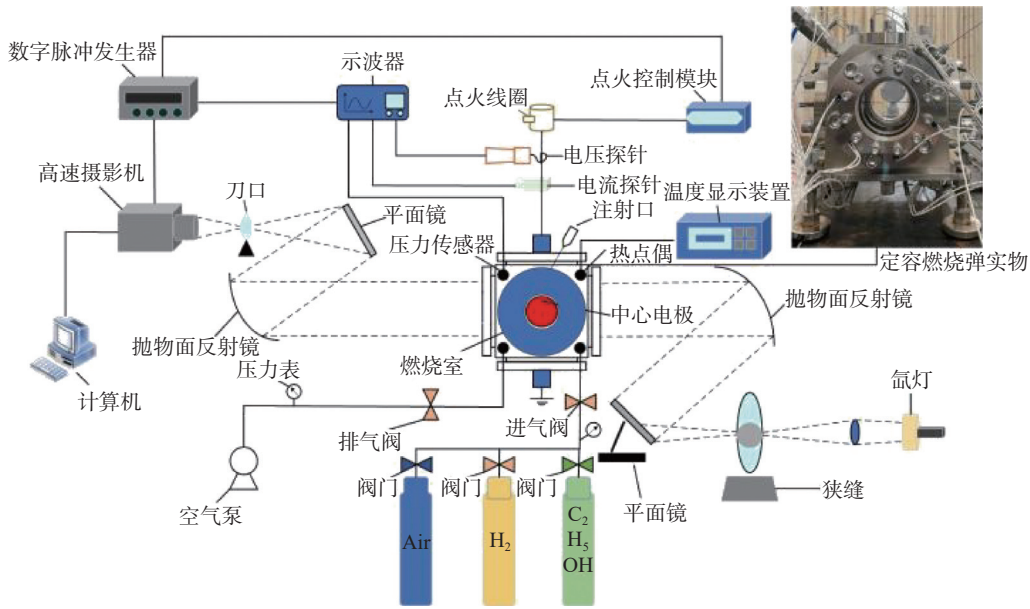 数字脉冲发生器
示波器
点火线圈
点火控制模块
电压探针
高速摄影机
刀口
平面镜
电流探针
注射口
温度显示装置
压力传感器
热点偶
定容燃烧弹实物
抛物面反射镜
中心电极
抛物面反射镜
燃烧室
压力表
计算机
氙灯
排气阀
进气阀
阀门
阀门
阀门
狭缝
平面镜
空气泵
Air
H₂
C₂
H₅
OH